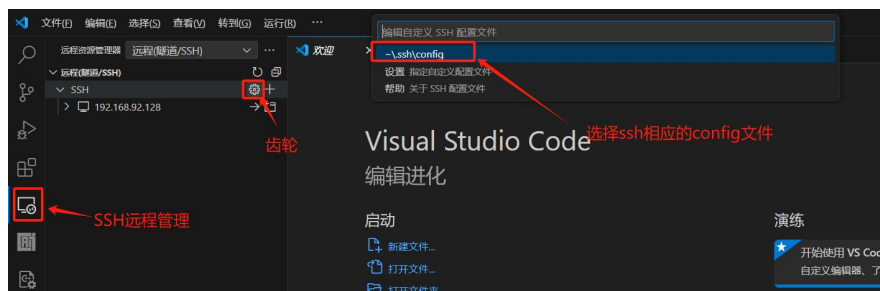 文件(F) 编辑(E) 选择(S) 查看(V) 转到(G) 运行(R) ···
编辑自定义 SSH 配置文件
~\.ssh\config
设置 指定自定义配置文件
帮助 关于 SSH 配置文件
远程资源管理器 远程(隧道/SSH)
欢迎
远程(隧道/SSH)
SSH
192.168.92.128
齿轮
选择ssh相应的config文件
Visual Studio Code
编辑进化
SSH远程管理
启动
新建文件...
打开文件...
打开文件夹
演练
开始使用 VS Cod
自定义编辑器、了